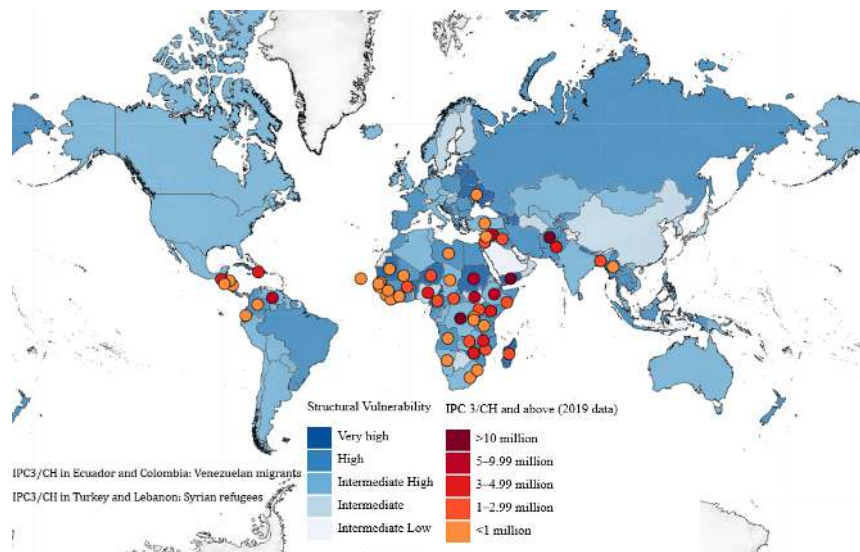 Structural Vulnerability
Very high
High
Intermediate High
Intermediate
Intermediate Low
IPC 3/CH and above (2019 data)
>10 million
5–9.99 million
3–4.99 million
1–2.99 million
<1 million
IPC3/CH in Ecuador and Colombia: Venezuelan migrants
IPC3/CH in Turkey and Lebanon: Syrian refugees